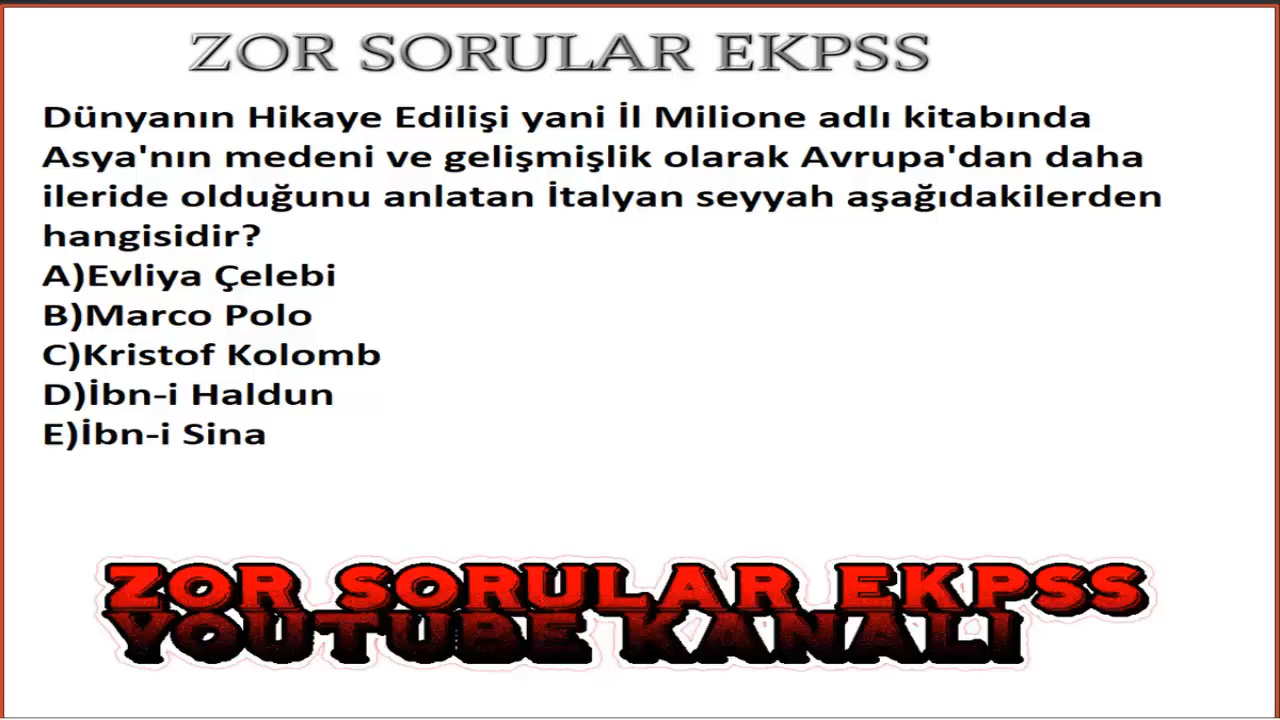 ZOR SORULAR EKPSS
Dünyanın Hikaye Edilişi yani İl Milione adlı kitabında
Asya'nın medeni ve gelişmişlik olarak Avrupa'dan daha
ileride olduğunu anlatan İtalyan seyyah aşağıdakilerden
hangisidir?
A)Evliya Çelebi
B)Marco Polo
C)Kristof Kolomb
D)İbn-i Haldun
E)İbn-i Sina
ZOR SORULAR EKPSS
YOUTUBE KANALI